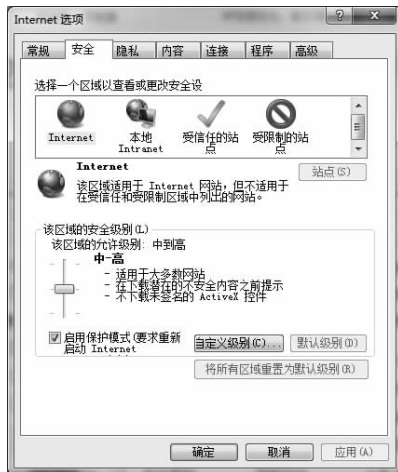 Internet 选项
常规 安全 隐私 内容 连接 程序 高级
选择一个区域以查看或更改安全设
Internet 本地 Intranet 受信任的站点 受限制的站点
Internet
站点(S)
该区域适用于 Internet 网站，但不适用于
在受信任和受限制区域中列出的网站。
该区域的安全级别(L)
该区域的允许级别: 中到高
中-高
- 适用于大多数网站
- 在下载潜在的不安全内容之前提示
- 不下载未签名的 ActiveX 控件
启用保护模式(要求重新
启动 Internet
自定义级别(C)... 默认级别(D)
将所有区域重置为默认级别(R)
确定 取消 应用(A)